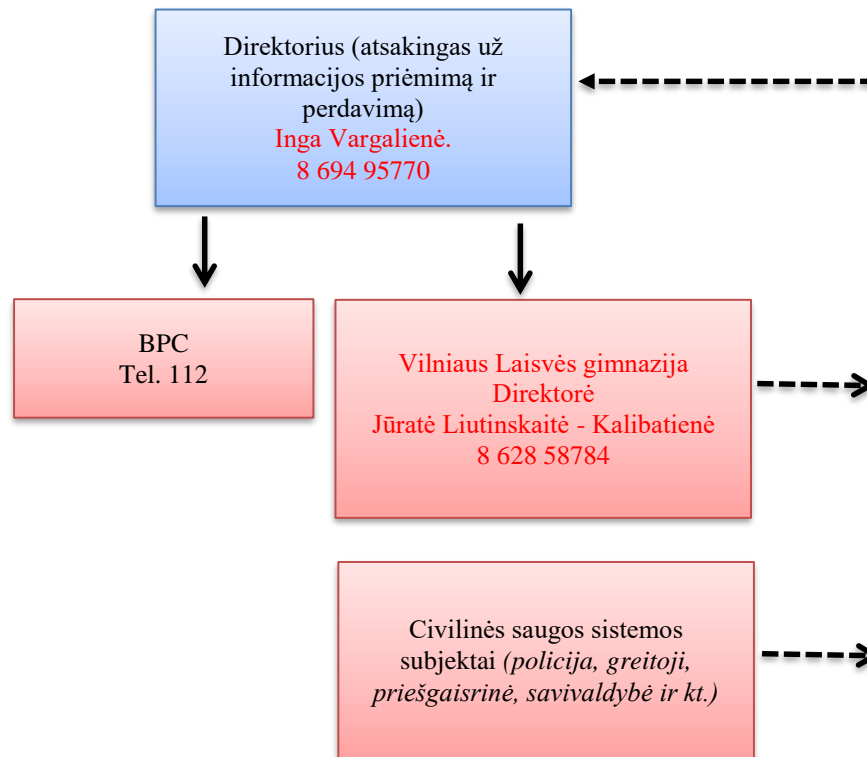 Direktorius (atsakingas už
informacijos priėmimą ir
perdavimą)
Inga Vargalienė.
8 694 95770
BPC
Tel. 112
Vilniaus Laisvės gimnazija
Direktorė
Jūratė Liutinskaitė - Kalibatienė
8 628 58784
Civilinės saugos sistemos
subjektai (policija, greitoji,
priešgaisrinė, savivaldybė ir kt.)